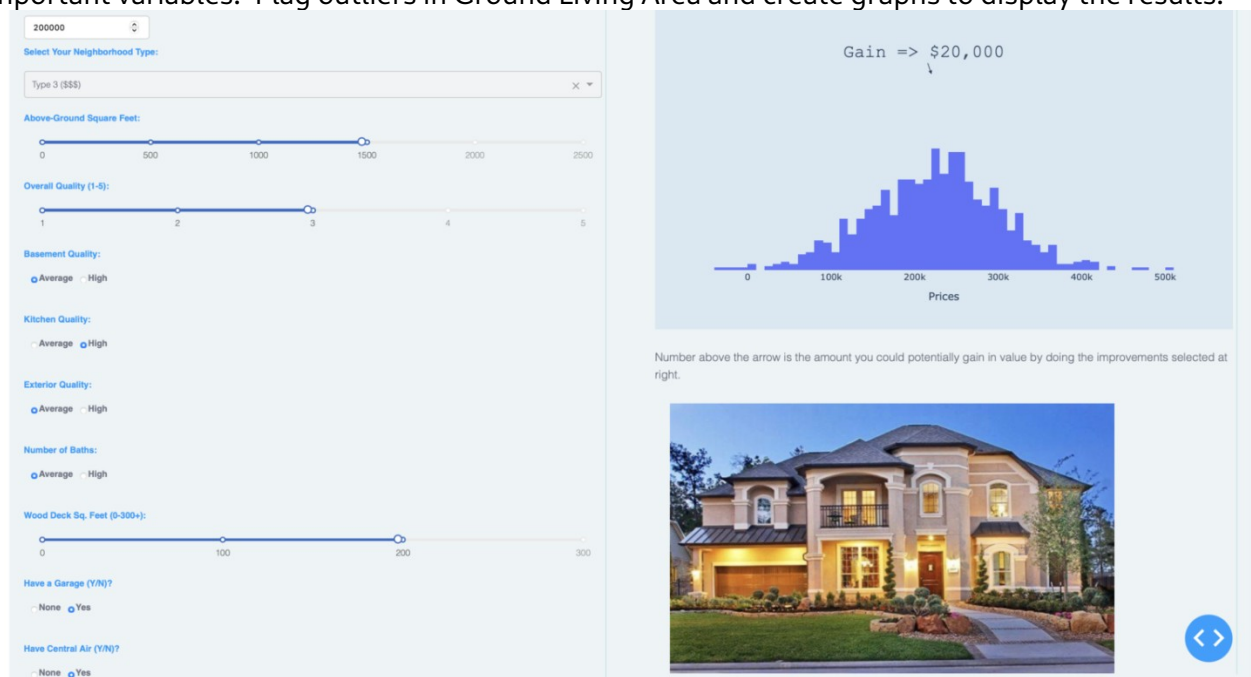 important variables? Flag outliers in Ground Living Area and create graphs to display the results.
200000
Select Your Neighborhood Type:
Type 3 ($$$)
Above-Ground Square Feet:
0 500 1000 1500 2000 2500
Overall Quality (1-5):
1 2 3 4 5
Basement Quality:
Average High
Kitchen Quality:
Average High
Exterior Quality:
Average High
Number of Baths:
Average High
Wood Deck Sq. Feet (0-300+):
0 100 200 300
Have a Garage (Y/N)?
None Yes
Have Central Air (Y/N)?
None Yes
Gain => $20,000
0 100k 200k 300k 400k 500k
Prices
Number above the arrow is the amount you could potentially gain in value by doing the improvements selected at
right.